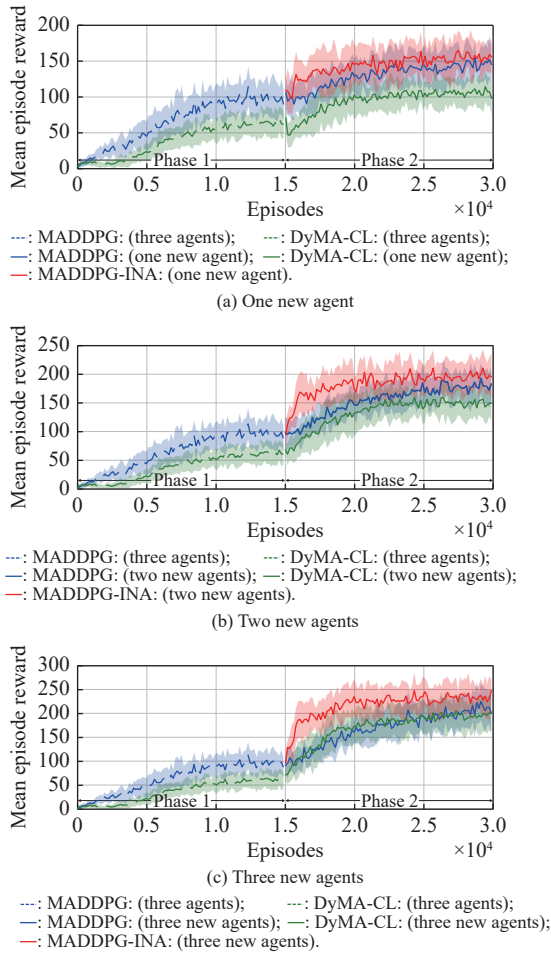 200
150
100
50
0
Mean episode reward
Phase 1 Phase 2
0 0.5 1.0 1.5 2.0 2.5 3.0
Episodes ×10⁴
---: MADDPG: (three agents); ---: DyMA-CL: (three agents);
—: MADDPG: (one new agent); —: DyMA-CL: (one new agent);
—: MADDPG-INA: (one new agent).
(a) One new agent
250
200
150
100
50
0
Mean episode reward
Phase 1 Phase 2
0 0.5 1.0 1.5 2.0 2.5 3.0
Episodes ×10⁴
---: MADDPG: (three agents); ---: DyMA-CL: (three agents);
—: MADDPG: (two new agents); —: DyMA-CL: (two new agents);
—: MADDPG-INA: (two new agents).
(b) Two new agents
300
250
200
150
100
50
0
Mean episode reward
Phase 1 Phase 2
0 0.5 1.0 1.5 2.0 2.5 3.0
Episodes ×10⁴
(c) Three new agents
---: MADDPG: (three agents); ---: DyMA-CL: (three agents);
—: MADDPG: (three new agents); —: DyMA-CL: (three new agents);
—: MADDPG-INA: (three new agents).